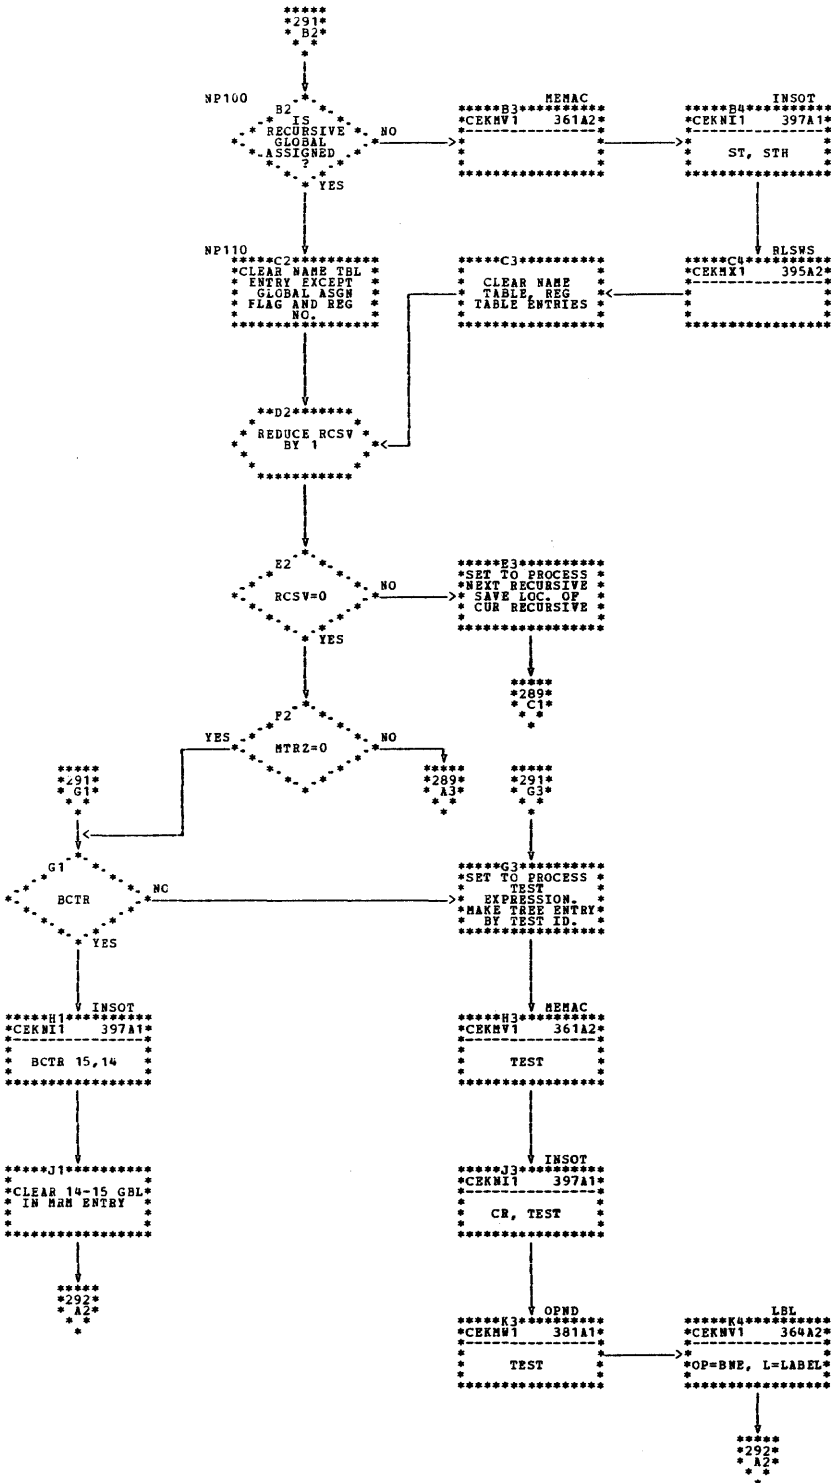 291
B2
NP100
B2
IS
RECURSIVE
GLOBAL
ASSIGNED
?
NO
YES
MEMAC
B3
CEKMV1 361A2
INSOT
B4
CEKNI1 397A1
ST, STH
NP110
C2
CLEAR NAME TBL
ENTRY EXCEPT
GLOBAL ASGN
FLAG AND REG
NO.
C3
CLEAR NAME
TABLE, REG
TABLE ENTRIES
RLSWS
C4
CEKMX1 395A2
D2
REDUCE RCSV
BY 1
E2
RCSV=0
NO
YES
E3
SET TO PROCESS
NEXT RECURSIVE
SAVE LOC. OF
CUR RECURSIVE
289
C1
F2
YES
MTRZ=0
NO
291
G1
289
A3
291
G3
G1
BCTR
NO
YES
G3
SET TO PROCESS
TEST
EXPRESSION.
MAKE TREE ENTRY
BY TEST ID.
INSOT
H1
CEKNI1 397A1
BCTR 15,14
MEMAC
H3
CEKMV1 361A2
TEST
J1
CLEAR 14-15 GBL
IN MRM ENTRY
INSOT
J3
CEKNI1 397A1
CR, TEST
292
A2
OPND
K3
CEKMW1 381A1
TEST
LBL
K4
CEKNV1 364A2
OP=BNE, L=LABEL
292
A2